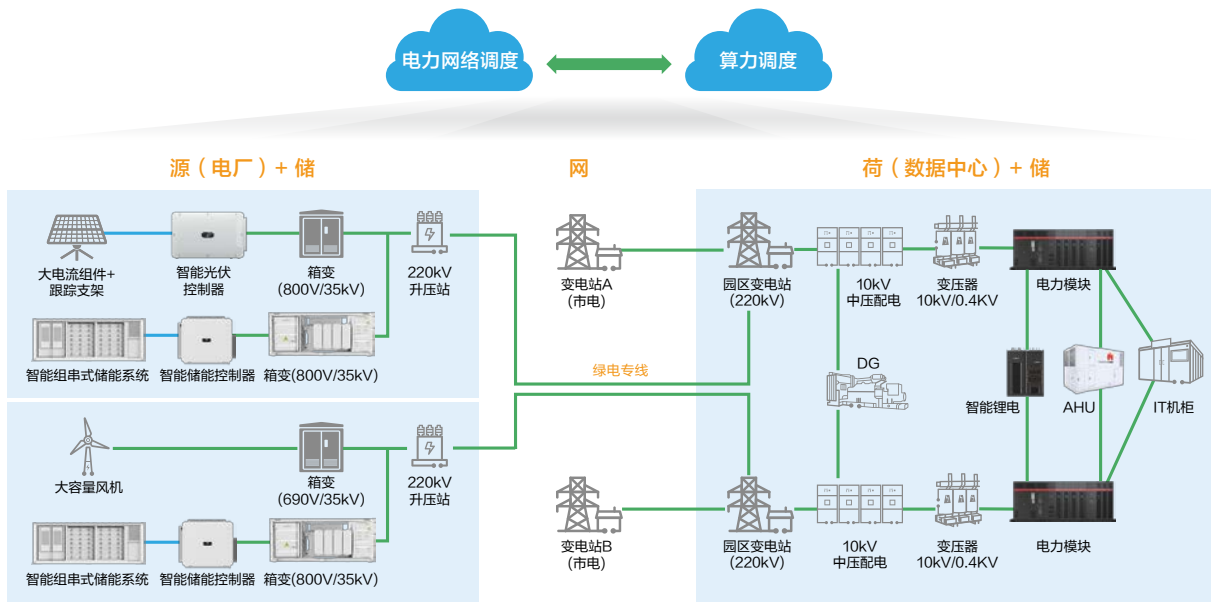 电力网络调度
算力调度
源（电厂）+ 储
网
荷（数据中心）+ 储
大电流组件+
跟踪支架
智能光伏
控制器
箱变
(800V/35kV)
220kV
升压站
智能组串式储能系统
智能储能控制器
箱变(800V/35kV)
大容量风机
箱变
(690V/35kV)
220kV
升压站
智能组串式储能系统
智能储能控制器
箱变(800V/35kV)
变电站A
(市电)
绿电专线
变电站B
(市电)
园区变电站
(220kV)
10kV
中压配电
变压器
10kV/0.4KV
电力模块
DG
智能锂电
AHU
IT机柜
园区变电站
(220kV)
10kV
中压配电
变压器
10kV/0.4KV
电力模块